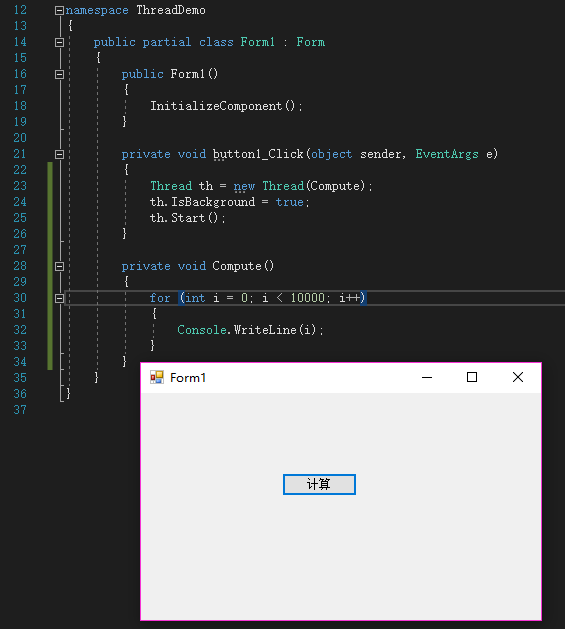 12 namespace ThreadDemo
13 {
14 public partial class Form1 : Form
15 {
16 public Form1()
17 {
18 InitializeComponent();
19 }
20
21 private void button1_Click(object sender, EventArgs e)
22 {
23 Thread th = new Thread(Compute);
24 th.IsBackground = true;
25 th.Start();
26 }
27
28 private void Compute()
29 {
30 for (int i = 0; i < 10000; i++)
31 {
32 Console.WriteLine(i);
33 }
34 }
35 }
36 }
37
Form1
计算